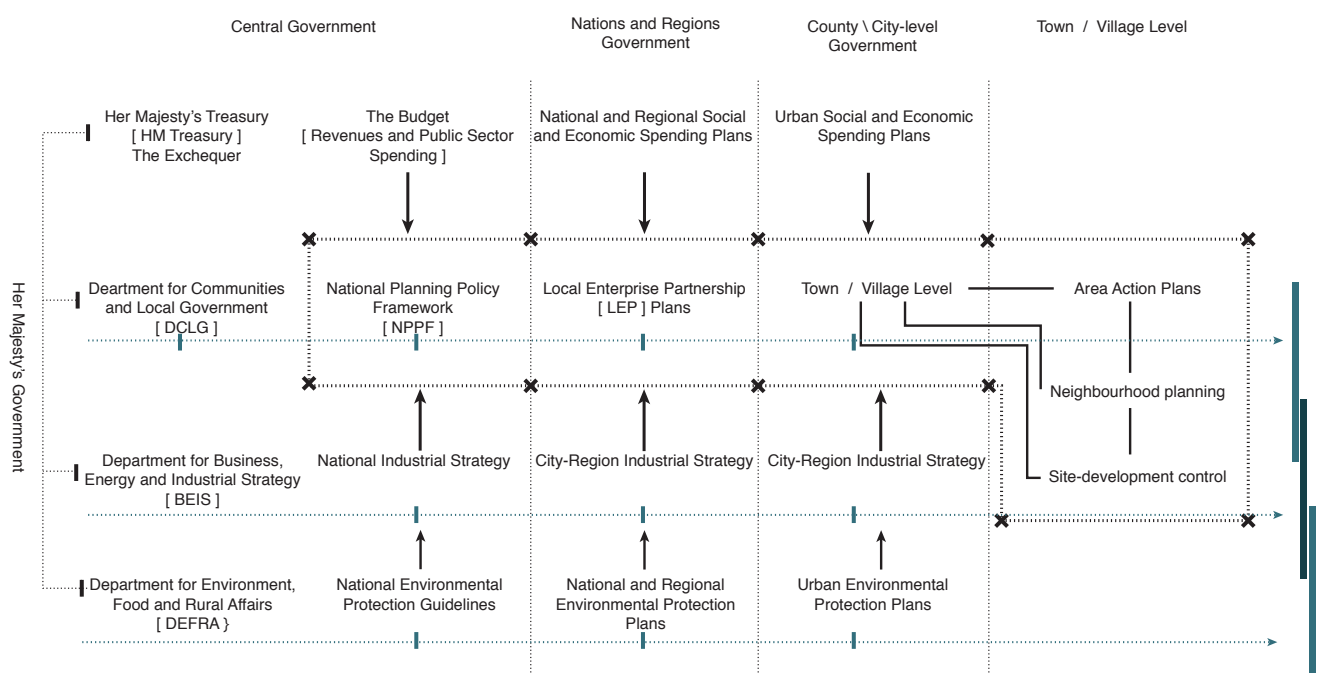 Central Government
Nations and Regions
Government
County \ City-level
Government
Town / Village Level
Her Majesty's Government
Her Majesty's Treasury
[ HM Treasury ]
The Exchequer
The Budget
[ Revenues and Public Sector
Spending ]
National and Regional Social
and Economic Spending Plans
Urban Social and Economic
Spending Plans
Deartment for Communities
and Local Government
[ DCLG ]
National Planning Policy
Framework
[ NPPF ]
Local Enterprise Partnership
[ LEP ] Plans
Town / Village Level
Area Action Plans
Neighbourhood planning
Site-development control
Department for Business,
Energy and Industrial Strategy
[ BEIS ]
National Industrial Strategy
City-Region Industrial Strategy
City-Region Industrial Strategy
Department for Environment,
Food and Rural Affairs
[ DEFRA }
National Environmental
Protection Guidelines
National and Regional
Environmental Protection
Plans
Urban Environmental
Protection Plans